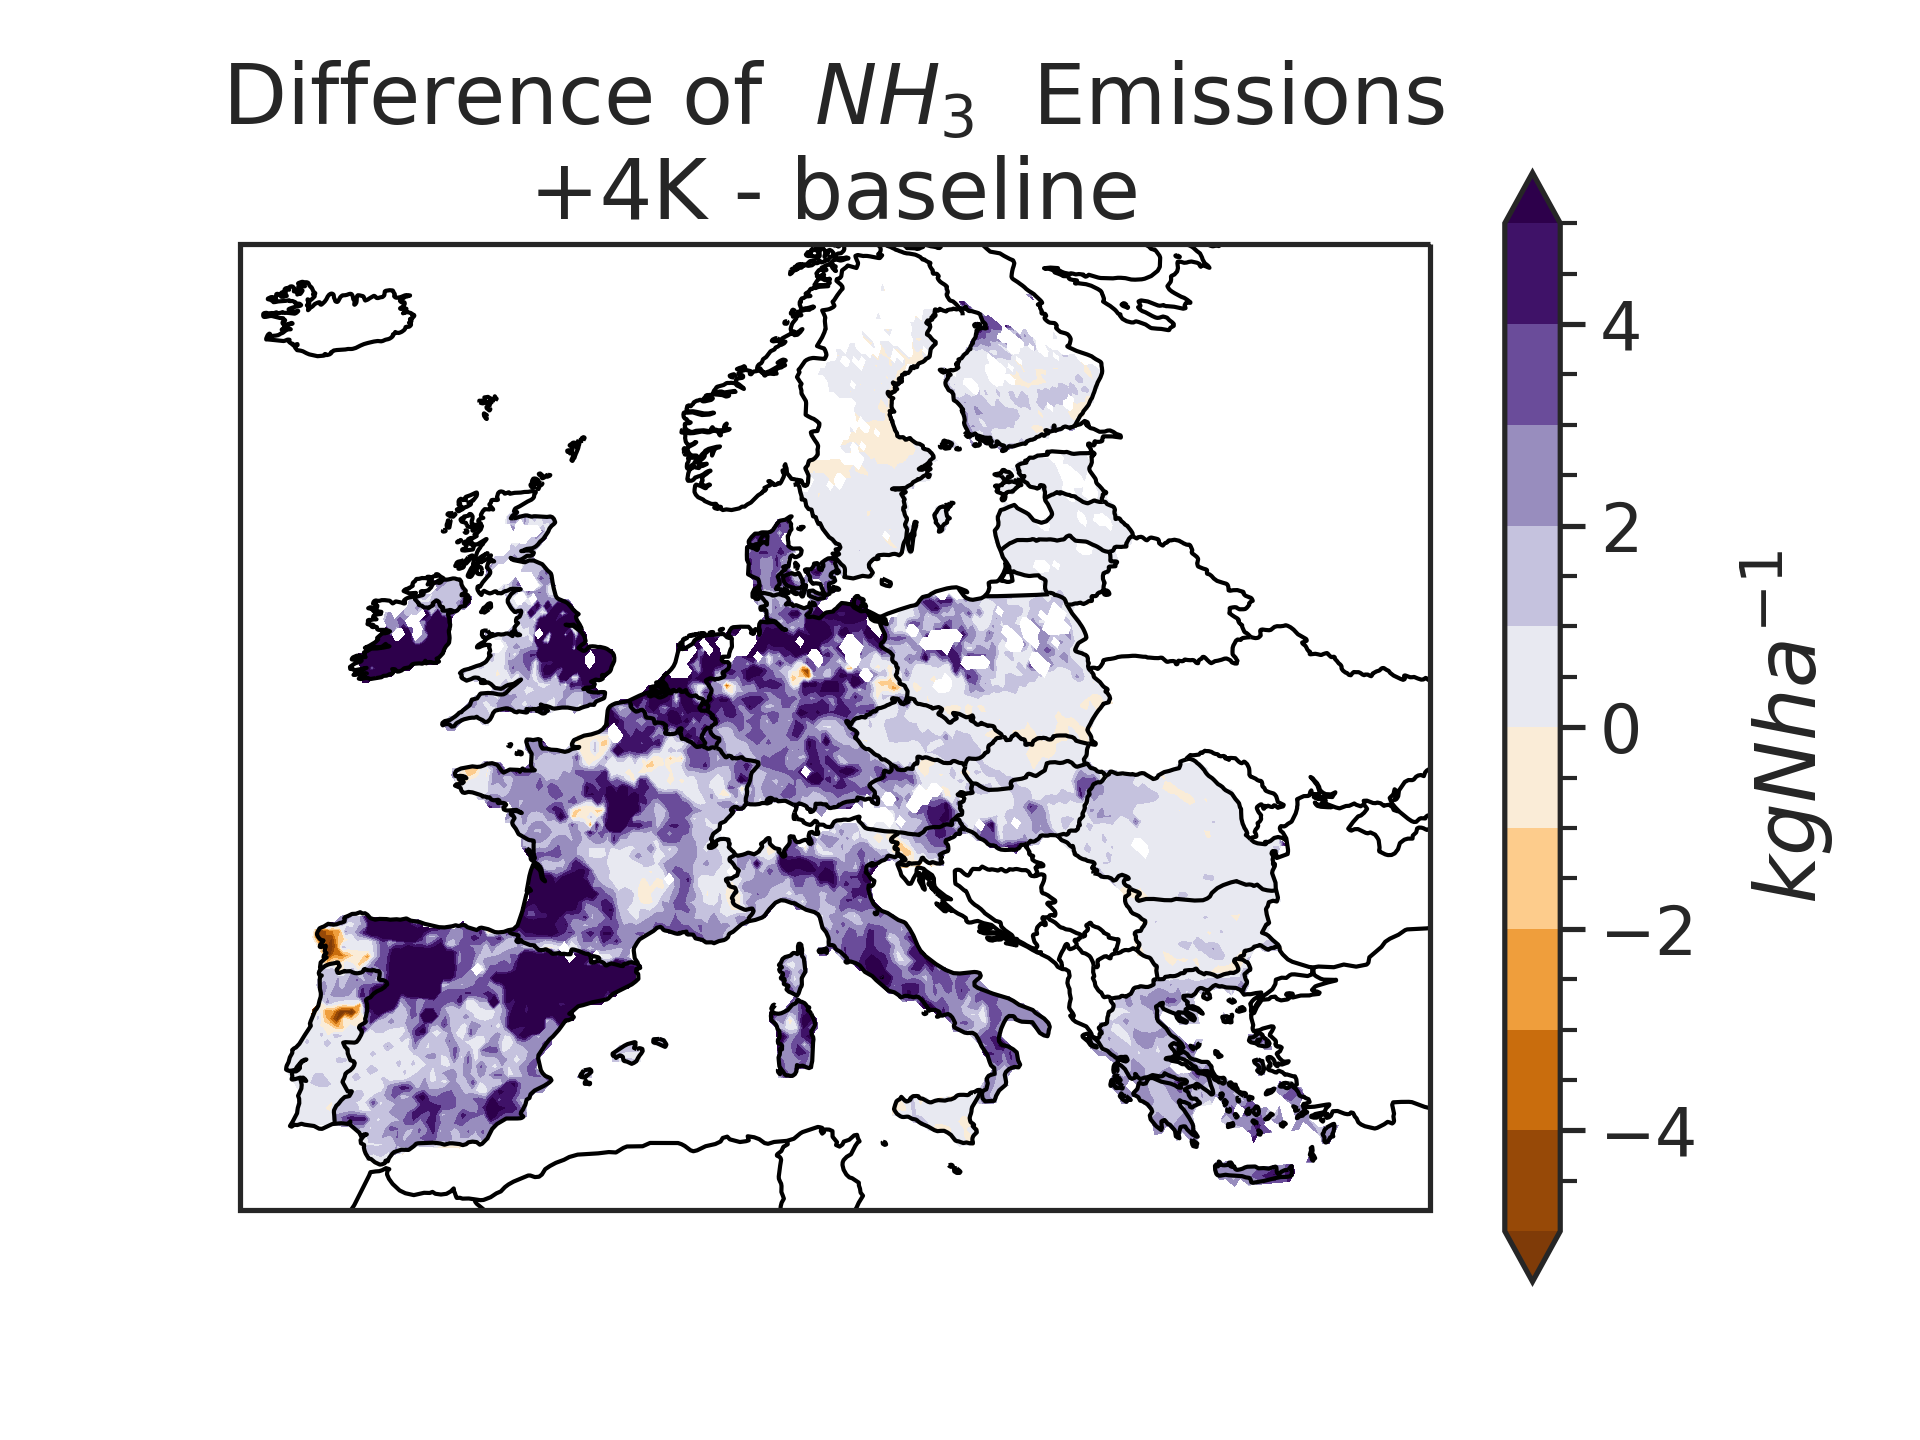 Difference of NH₃ Emissions
+4K - baseline
4
2
0
−2
−4
kgNha⁻¹